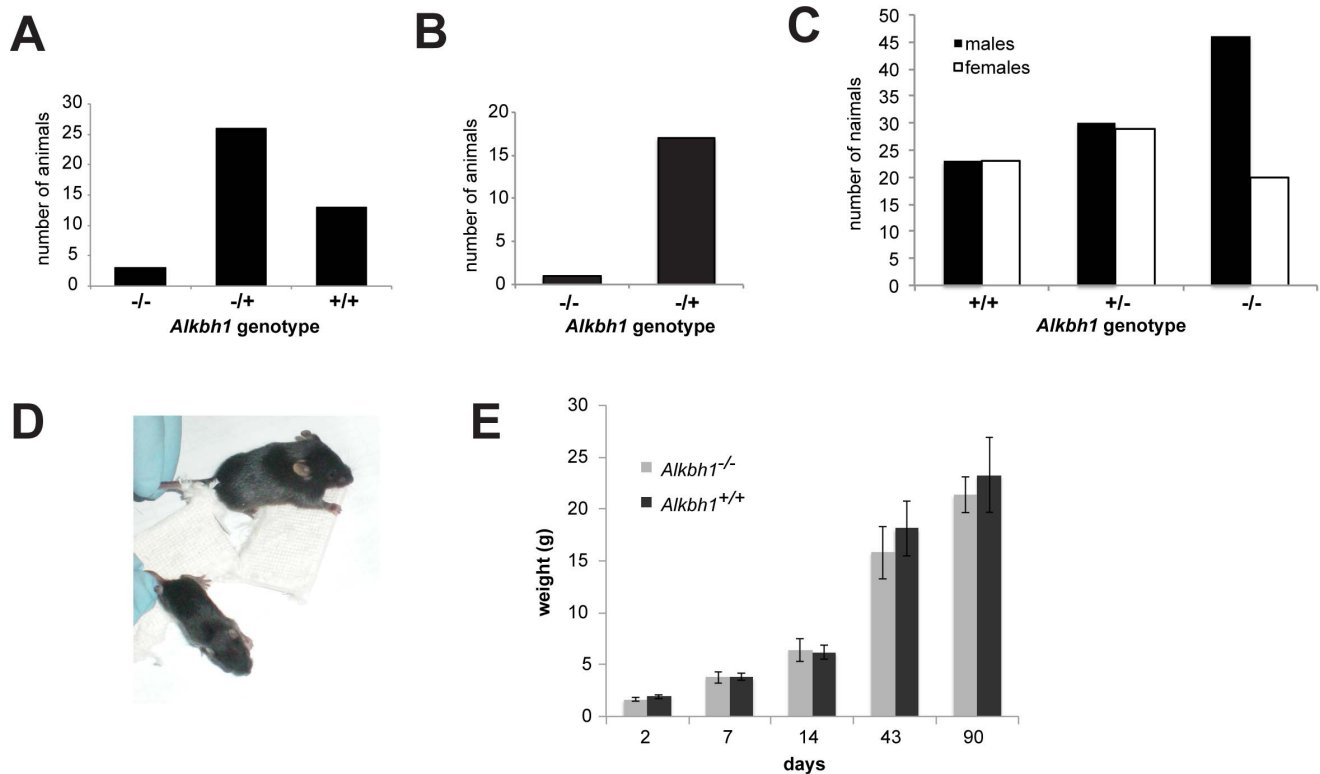 A
number of animals
30
25
20
15
10
5
0
-/-
-/+
+/+
Alkbh1 genotype
B
number of animals
20
15
10
5
0
-/-
-/+
Alkbh1 genotype
C
number of naimals
50
45
40
35
30
25
20
15
10
5
0
males
females
+/+
+/-
-/-
Alkbh1 genotype
D
E
weight (g)
30
25
20
15
10
5
0
Alkbh1-/-
Alkbh1+/+
2
7
14
43
90
days